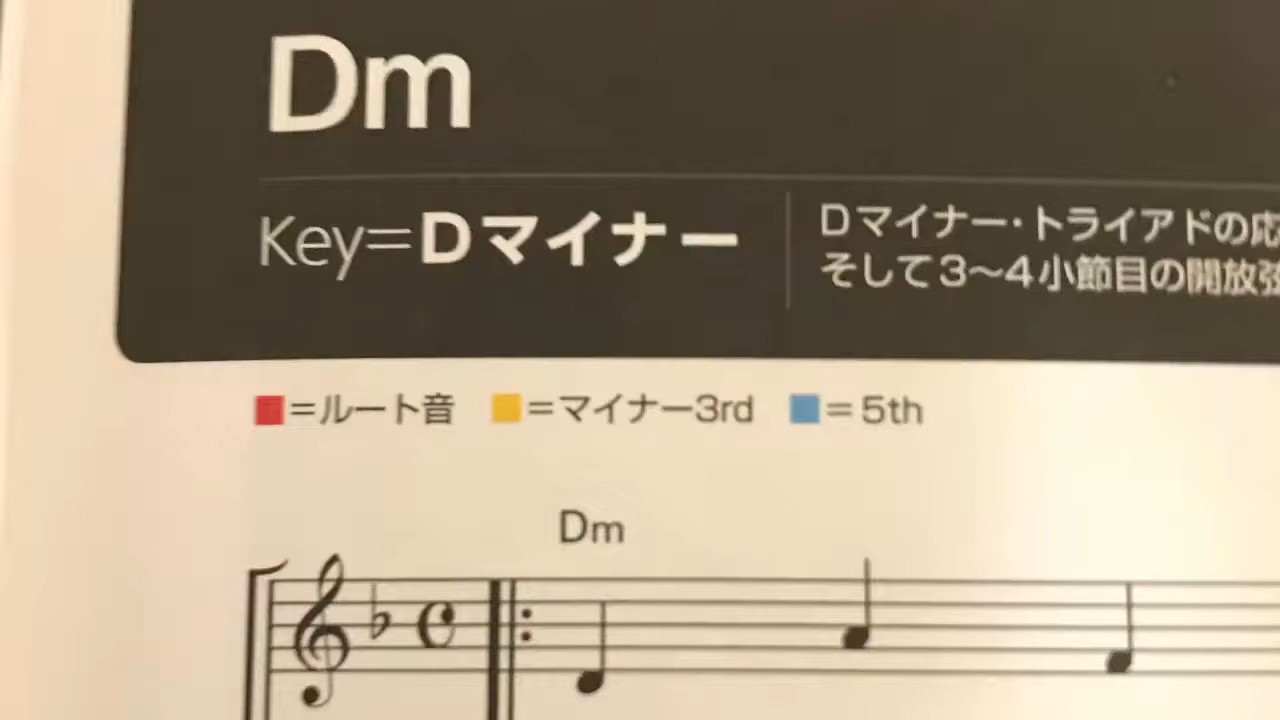 Dm
Key=Dマイナー
Dマイナー・トライアドの応
そして3〜4小節目の開放弦
=ルート音 =マイナー3rd =5th
Dm